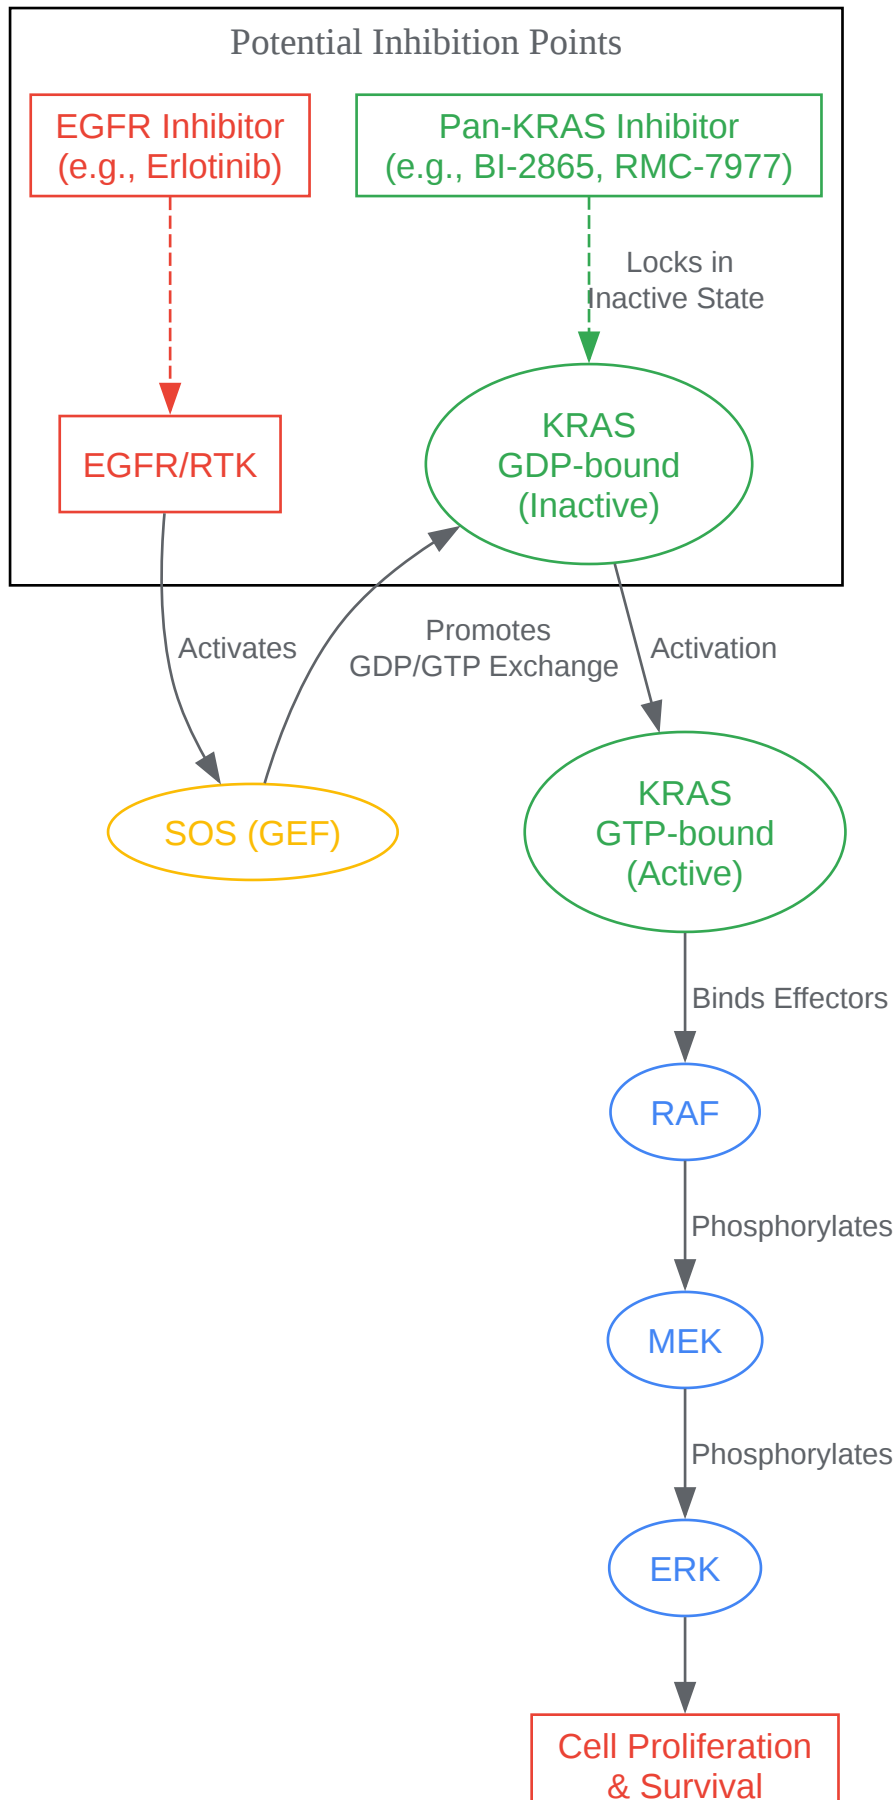 Potential Inhibition Points
EGFR Inhibitor
(e.g., Erlotinib)
Pan-KRAS Inhibitor
(e.g., BI-2865, RMC-7977)
Locks in
Inactive State
EGFR/RTK
KRAS
GDP-bound
(Inactive)
Activates
Promotes
GDP/GTP Exchange
Activation
SOS (GEF)
KRAS
GTP-bound
(Active)
Binds Effectors
RAF
Phosphorylates
MEK
Phosphorylates
ERK
Cell Proliferation
& Survival